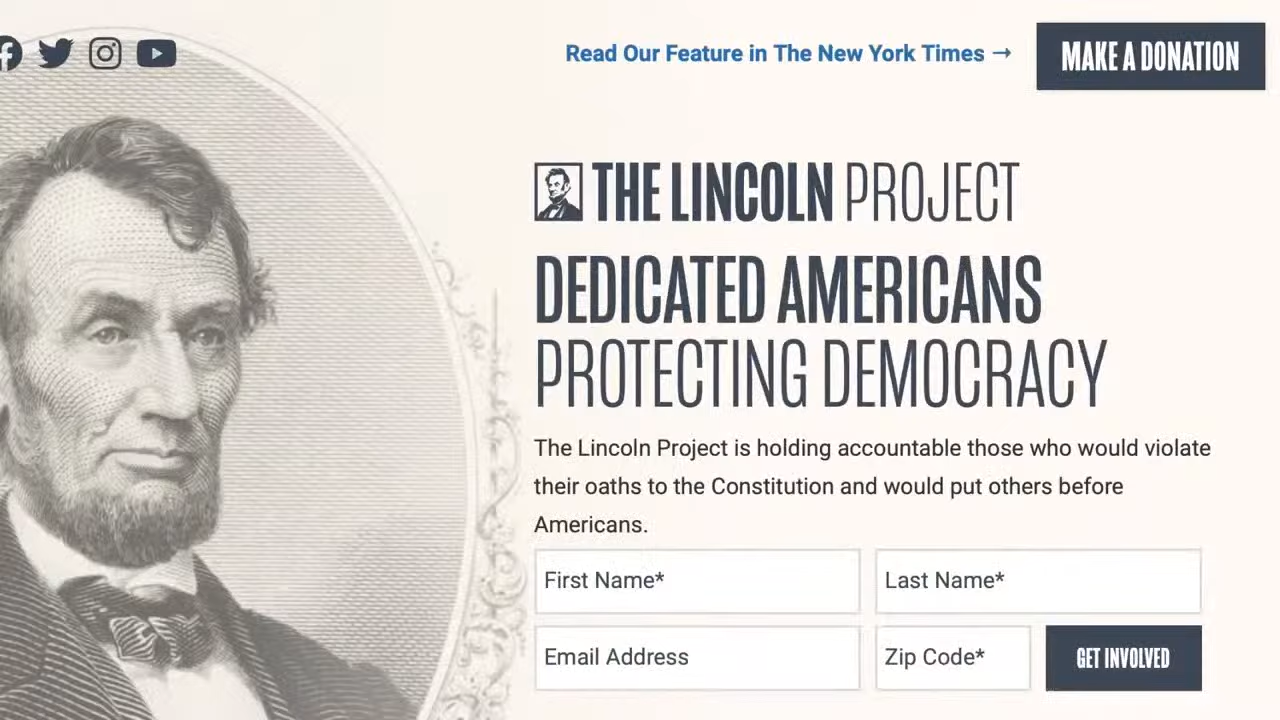 Read Our Feature in The New York Times →
MAKE A DONATION
THE LINCOLN PROJECT
DEDICATED AMERICANS
PROTECTING DEMOCRACY
The Lincoln Project is holding accountable those who would violate
their oaths to the Constitution and would put others before
Americans.
First Name*
Last Name*
Email Address
Zip Code*
GET INVOLVED